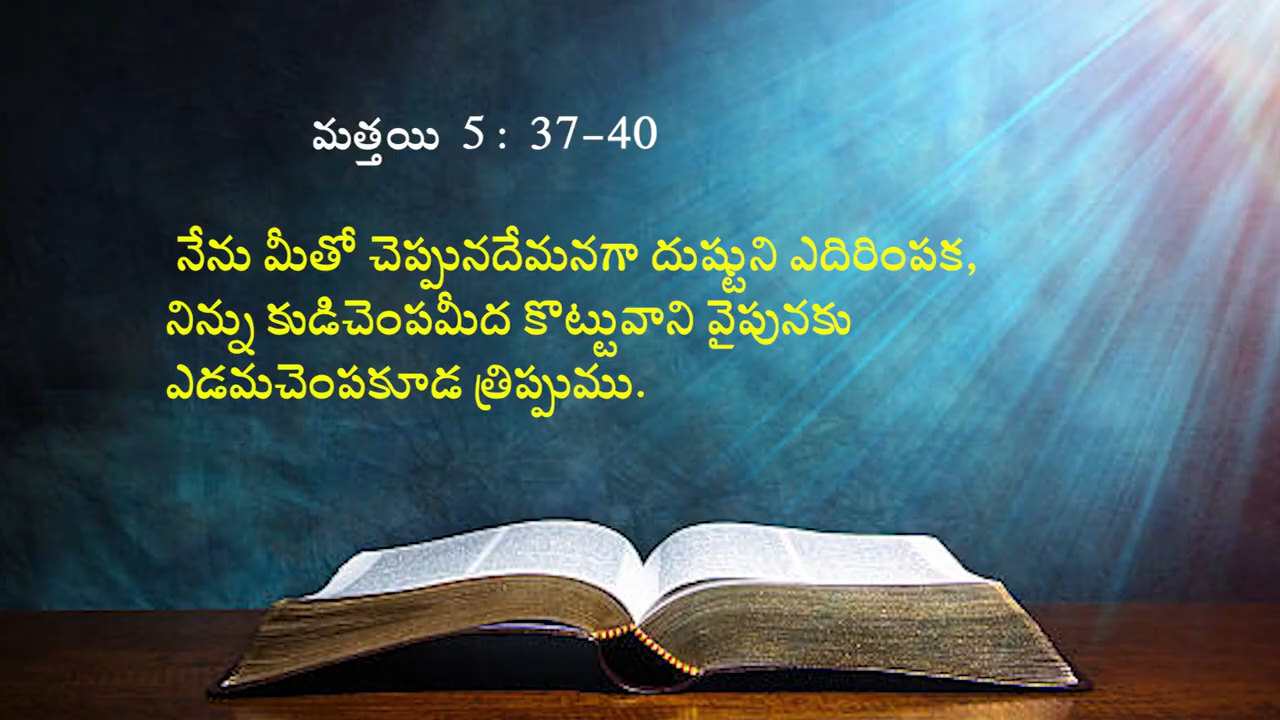 మత్తయి 5 : 37-40
నేను మీతో చెప్పునదేమనగా దుష్టుని ఎదిరింపక,
నిన్ను కుడిచెంపమీద కొట్టువాని వైపునకు
ఎడమచెంపకూడ త్రిప్పుము.